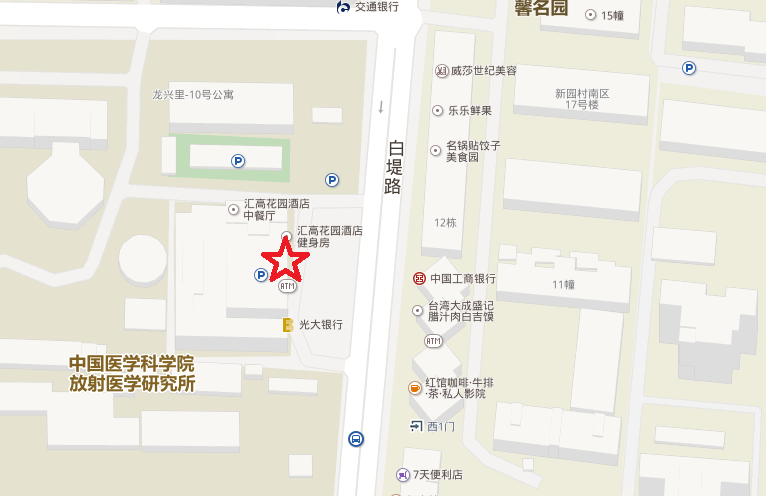 交通银行
馨名园
15幢
威莎世纪美容
龙兴里-10号公寓
新园村南区
17号楼
乐乐鲜果
白堤路
名锅贴饺子
美食园
汇高花园酒店
中餐厅
12栋
汇高花园酒店
健身房
中国工商银行
ATM
11幢
台湾大成盛记
腊汁肉白吉馍
光大银行
ATM
中国医学科学院
放射医学研究所
红馆咖啡·牛排
·茶·私人影院
西1门
7天便利店